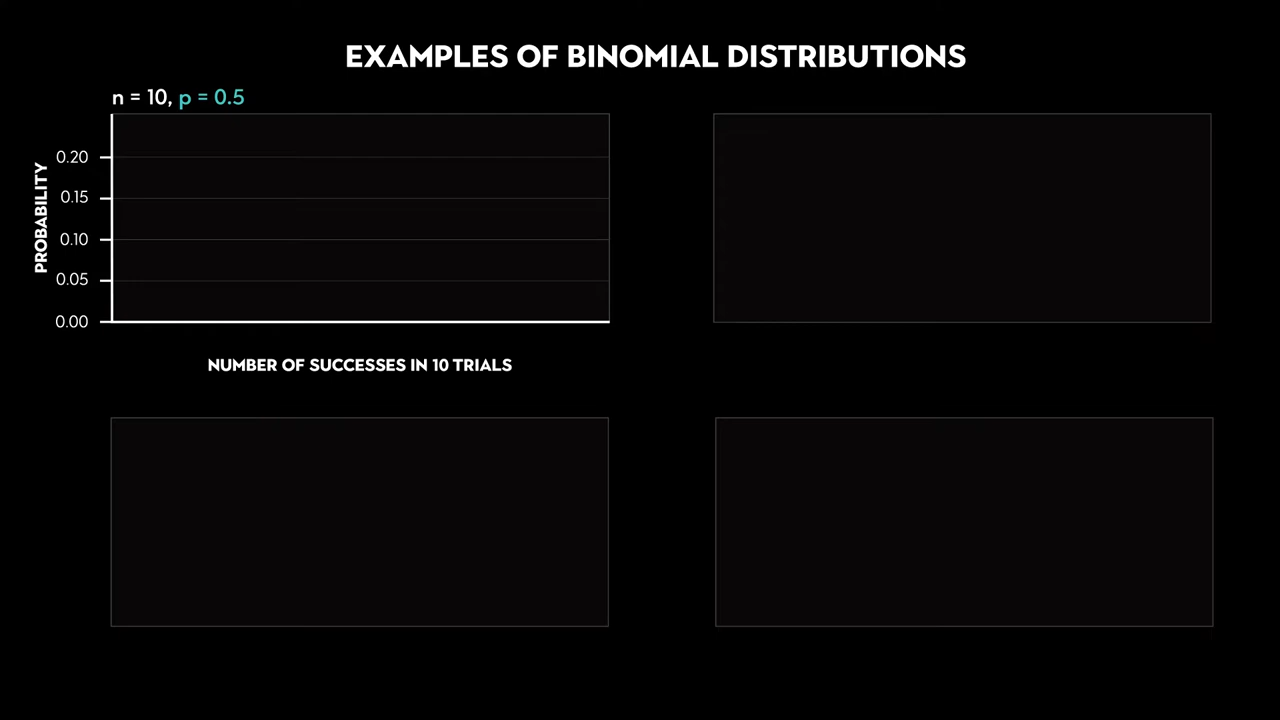 EXAMPLES OF BINOMIAL DISTRIBUTIONS
n = 10, p = 0.5
PROBABILITY
0.20
0.15
0.10
0.05
0.00
NUMBER OF SUCCESSES IN 10 TRIALS